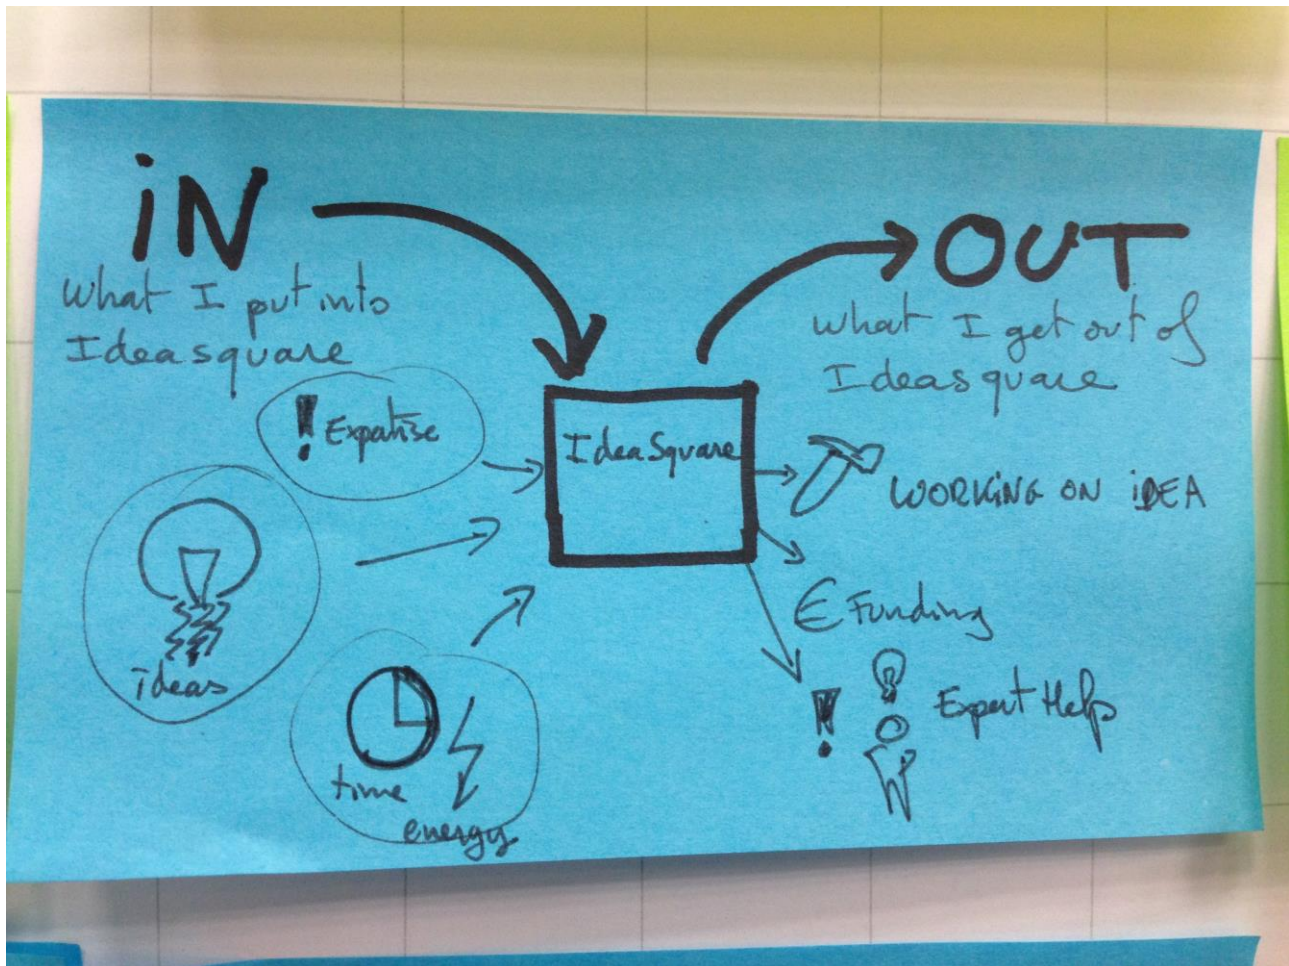 iN
What I put into
Ideasquare
! Expertise
ideas
time
energy
IdeaSquare
OUT
What I get out of
Ideasquare
WORKING ON iDEA
€ Funding
! Expert Help